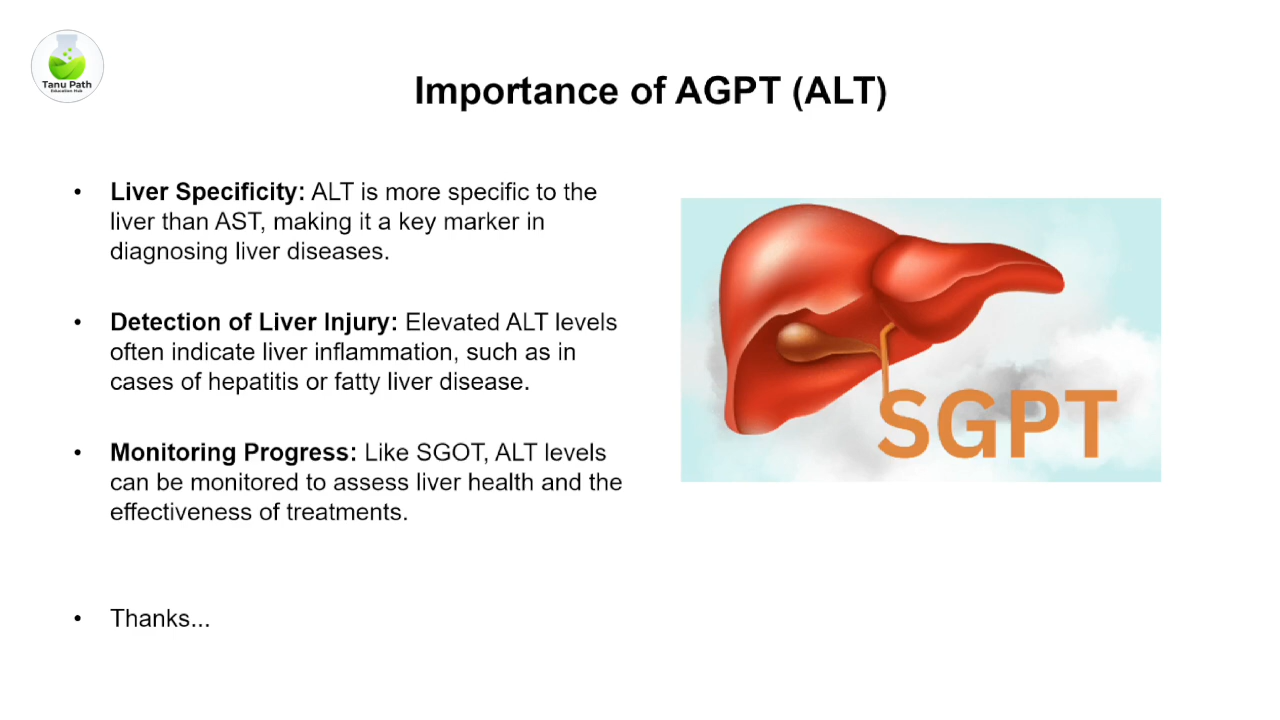 Tanu Path
Education Hub
Importance of AGPT (ALT)
• Liver Specificity: ALT is more specific to the
liver than AST, making it a key marker in
diagnosing liver diseases.
• Detection of Liver Injury: Elevated ALT levels
often indicate liver inflammation, such as in
cases of hepatitis or fatty liver disease.
• Monitoring Progress: Like SGOT, ALT levels
can be monitored to assess liver health and the
effectiveness of treatments.
• Thanks...
SGPT